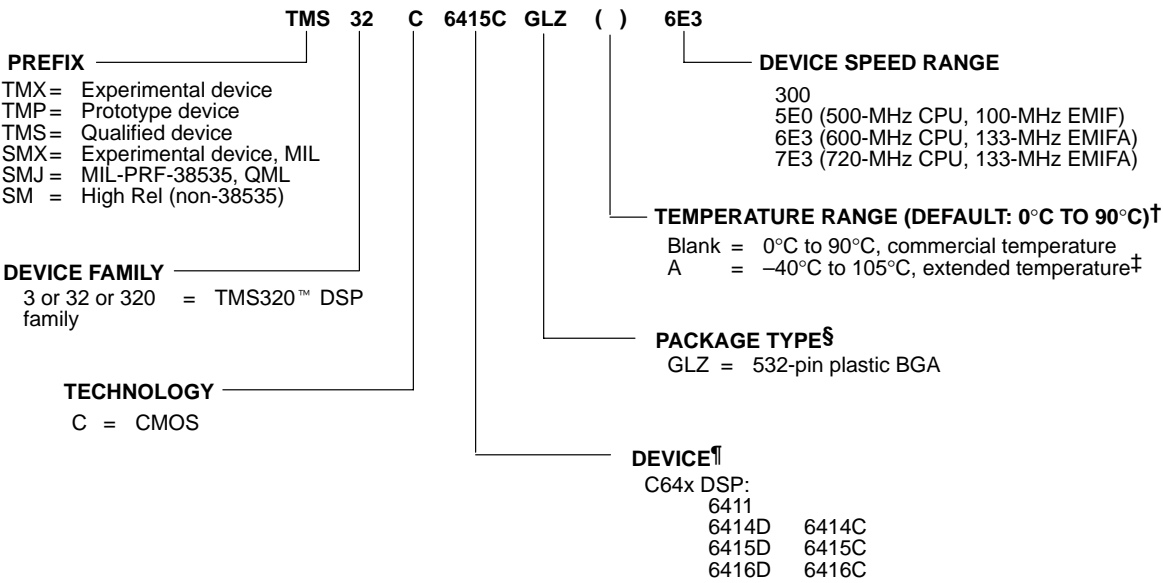 TMS 32 C 6415C GLZ ( ) 6E3
PREFIX
TMX = Experimental device
TMP = Prototype device
TMS = Qualified device
SMX = Experimental device, MIL
SMJ = MIL-PRF-38535, QML
SM = High Rel (non-38535)
DEVICE SPEED RANGE
300
5E0 (500-MHz CPU, 100-MHz EMIF)
6E3 (600-MHz CPU, 133-MHz EMIFA)
7E3 (720-MHz CPU, 133-MHz EMIFA)
TEMPERATURE RANGE (DEFAULT: 0°C TO 90°C)†
Blank = 0°C to 90°C, commercial temperature
A = –40°C to 105°C, extended temperature‡
DEVICE FAMILY
3 or 32 or 320 = TMS320™ DSP
family
PACKAGE TYPE§
GLZ = 532-pin plastic BGA
TECHNOLOGY
C = CMOS
DEVICE¶
C64x DSP:
6411
6414D 6414C
6415D 6415C
6416D 6416C